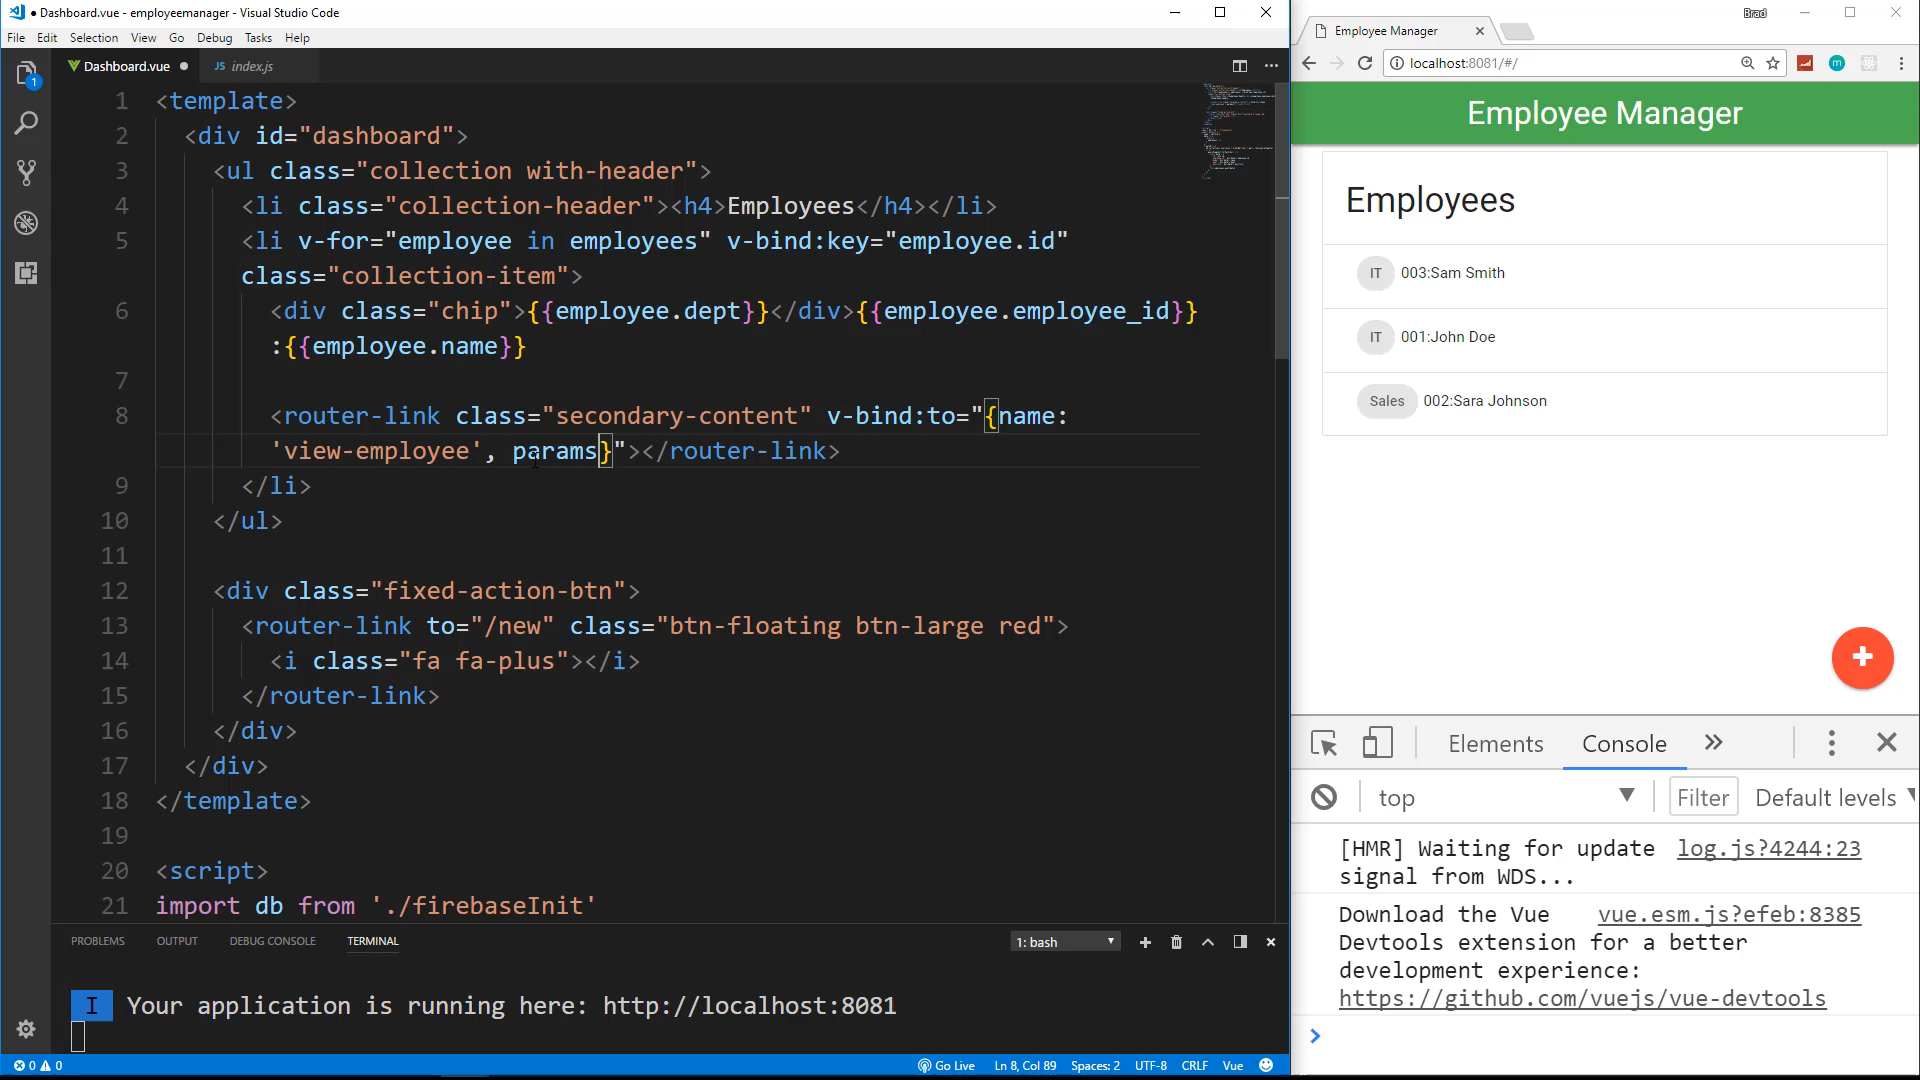 ● Dashboard.vue - employeemanager - Visual Studio Code
File Edit Selection View Go Debug Tasks Help
Dashboard.vue ●
JS index.js
1 <template>
2 <div id="dashboard">
3 <ul class="collection with-header">
4 <li class="collection-header"><h4>Employees</h4></li>
5 <li v-for="employee in employees" v-bind:key="employee.id"
class="collection-item">
6 <div class="chip">{{employee.dept}}</div>{{employee.employee_id}}
:{{employee.name}}
7
8 <router-link class="secondary-content" v-bind:to="{name:
'view-employee', params}"></router-link>
9 </li>
10 </ul>
11
12 <div class="fixed-action-btn">
13 <router-link to="/new" class="btn-floating btn-large red">
14 <i class="fa fa-plus"></i>
15 </router-link>
16 </div>
17 </div>
18 </template>
19
20 <script>
21 import db from './firebaseInit'
1
PROBLEMS OUTPUT DEBUG CONSOLE TERMINAL
1: bash
I Your application is running here: http://localhost:8081
0 0
Go Live Ln 8, Col 89 Spaces: 2 UTF-8 CRLF Vue
Employee Manager
Brad
localhost:8081/#/
m
Employee Manager
Employees
IT 003:Sam Smith
IT 001:John Doe
Sales 002:Sara Johnson
+
Elements Console »
top Filter Default levels
[HMR] Waiting for update log.js?4244:23
signal from WDS...
Download the Vue vue.esm.js?efeb:8385
Devtools extension for a better
development experience:
https://github.com/vuejs/vue-devtools
>